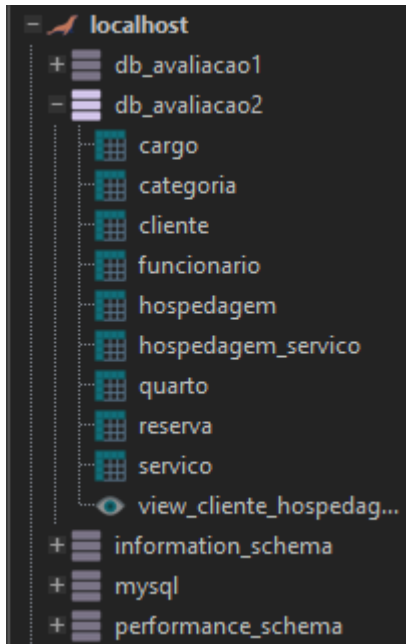 localhost
db_avaliacao1
db_avaliacao2
cargo
categoria
cliente
funcionario
hospedagem
hospedagem_servico
quarto
reserva
servico
view_cliente_hospedag...
information_schema
mysql
performance_schema